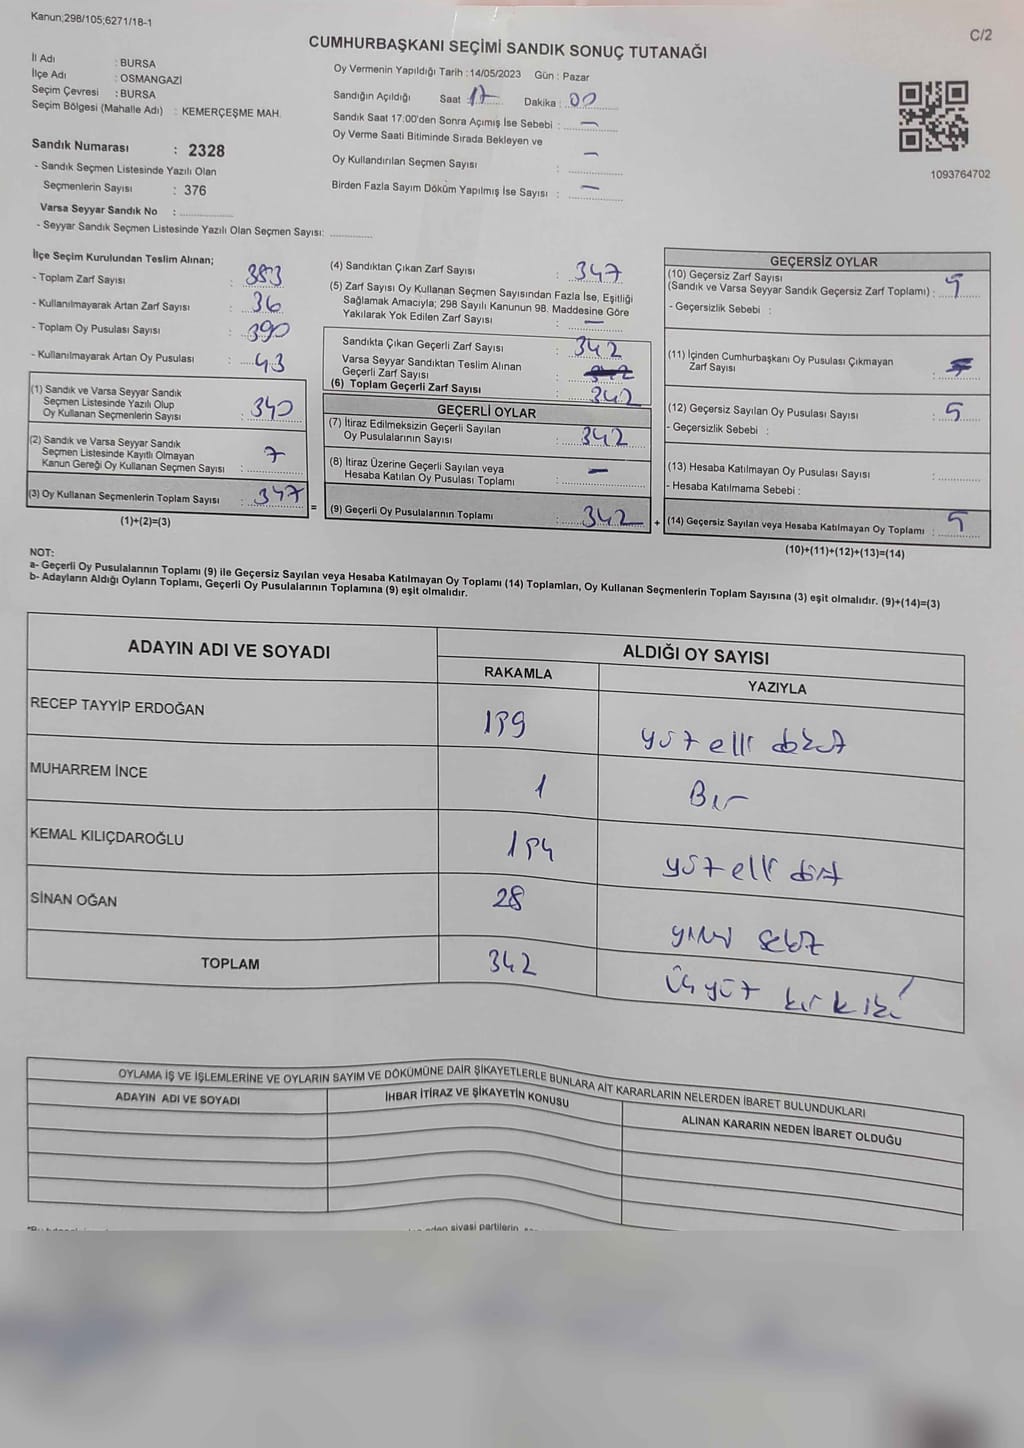 Kanun;298/105;6271/18-1
C/2
CUMHURBAŞKANI SEÇİMİ SANDIK SONUÇ TUTANAĞI
İl Adı : BURSA
İlçe Adı : OSMANGAZİ
Seçim Çevresi : BURSA
Seçim Bölgesi (Mahalle Adı) : KEMERÇEŞME MAH.
Sandık Numarası : 2328
- Sandık Seçmen Listesinde Yazılı Olan
Seçmenlerin Sayısı : 376
Varsa Seyyar Sandık No :
- Seyyar Sandık Seçmen Listesinde Yazılı Olan Seçmen Sayısı:
Oy Vermenin Yapıldığı Tarih :14/05/2023 Gün : Pazar
Sandığın Açıldığı Saat 17 Dakika : 00
Sandık Saat 17:00'den Sonra Açımış İse Sebebi : —
Oy Verme Saati Bitiminde Sırada Bekleyen ve
Oy Kullandırılan Seçmen Sayısı : —
Birden Fazla Sayım Döküm Yapılmış İse Sayısı : —
1093764702
İlçe Seçim Kurulundan Teslim Alınan;
- Toplam Zarf Sayısı : 383
- Kullanılmayarak Artan Zarf Sayısı : 36
- Toplam Oy Pusulası Sayısı : 390
- Kullanılmayarak Artan Oy Pusulası : 43
(1) Sandık ve Varsa Seyyar Sandık
Seçmen Listesinde Yazılı Olup
Oy Kullanan Seçmenlerin Sayısı : 340
(2) Sandık ve Varsa Seyyar Sandık
Seçmen Listesinde Kayıtlı Olmayan
Kanun Gereği Oy Kullanan Seçmen Sayısı : 7
(3) Oy Kullanan Seçmenlerin Toplam Sayısı : 347
(1)+(2)=(3)
=
(4) Sandıktan Çıkan Zarf Sayısı : 347
(5) Zarf Sayısı Oy Kullanan Seçmen Sayısından Fazla İse, Eşitliği
Sağlamak Amacıyla; 298 Sayılı Kanunun 98. Maddesine Göre
Yakılarak Yok Edilen Zarf Sayısı : —
Sandıkta Çıkan Geçerli Zarf Sayısı : 342
Varsa Seyyar Sandıktan Teslim Alınan
Geçerli Zarf Sayısı :
(6) Toplam Geçerli Zarf Sayısı : 342
GEÇERLİ OYLAR
(7) İtiraz Edilmeksizin Geçerli Sayılan
Oy Pusulalarının Sayısı : 342
(8) İtiraz Üzerine Geçerli Sayılan veya
Hesaba Katılan Oy Pusulası Toplamı : —
(9) Geçerli Oy Pusulalarının Toplamı : 342
+
GEÇERSİZ OYLAR
(10) Geçersiz Zarf Sayısı
(Sandık ve Varsa Seyyar Sandık Geçersiz Zarf Toplamı) : 5
- Geçersizlik Sebebi :
(11) İçinden Cumhurbaşkanı Oy Pusulası Çıkmayan
Zarf Sayısı :
(12) Geçersiz Sayılan Oy Pusulası Sayısı : 5
- Geçersizlik Sebebi :
(13) Hesaba Katılmayan Oy Pusulası Sayısı :
- Hesaba Katılmama Sebebi :
(14) Geçersiz Sayılan veya Hesaba Katılmayan Oy Toplamı : 5
(10)+(11)+(12)+(13)=(14)
NOT:
a- Geçerli Oy Pusulalarının Toplamı (9) ile Geçersiz Sayılan veya Hesaba Katılmayan Oy Toplamı (14) Toplamları, Oy Kullanan Seçmenlerin Toplam Sayısına (3) eşit olmalıdır. (9)+(14)=(3)
b- Adayların Aldığı Oyların Toplamı, Geçerli Oy Pusulalarının Toplamına (9) eşit olmalıdır.
ADAYIN ADI VE SOYADI
ALDIĞI OY SAYISI
RAKAMLA YAZIYLA
RECEP TAYYİP ERDOĞAN 159 yüz elli dokuz
MUHARREM İNCE 1 Bir
KEMAL KILIÇDAROĞLU 154 yüz elli dört
SİNAN OĞAN 28 yirmi sekiz
TOPLAM 342 üçyüz kırkiki
OYLAMA İŞ VE İŞLEMLERİNE VE OYLARIN SAYIM VE DÖKÜMÜNE DAİR ŞİKAYETLERLE BUNLARA AİT KARARLARIN NELERDEN İBARET BULUNDUKLARI
ADAYIN ADI VE SOYADI
İHBAR İTİRAZ VE ŞİKAYETİN KONUSU
ALINAN KARARIN NEDEN İBARET OLDUĞU
siyasi partilerin